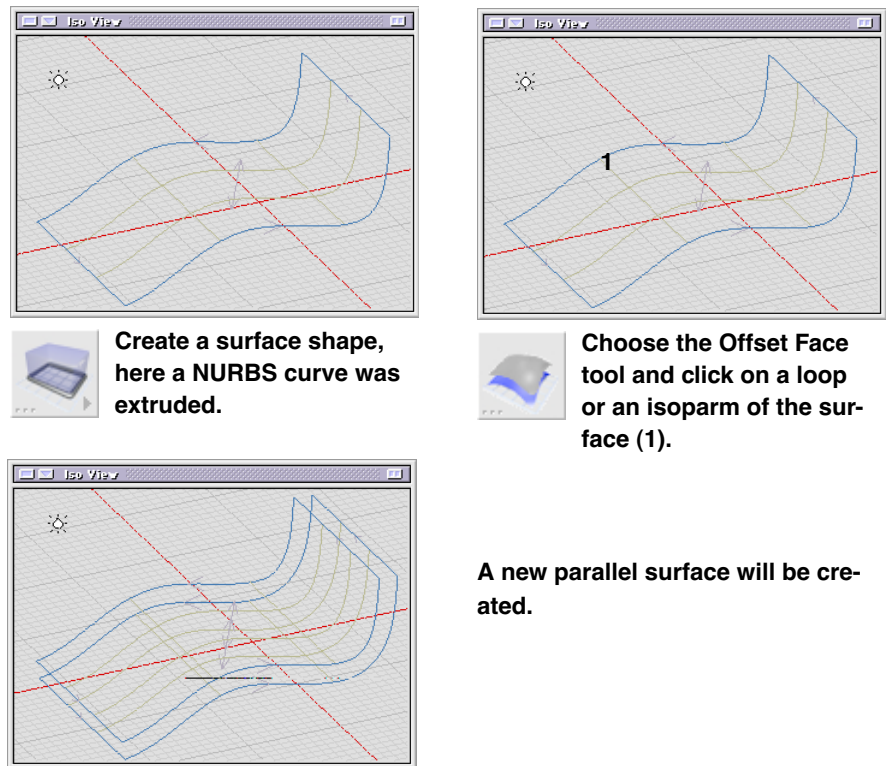 Iso View
Iso View
1
Create a surface shape,
here a NURBS curve was
extruded.
Choose the Offset Face
tool and click on a loop
or an isoparm of the sur-
face (1).
Iso View
A new parallel surface will be cre-
ated.